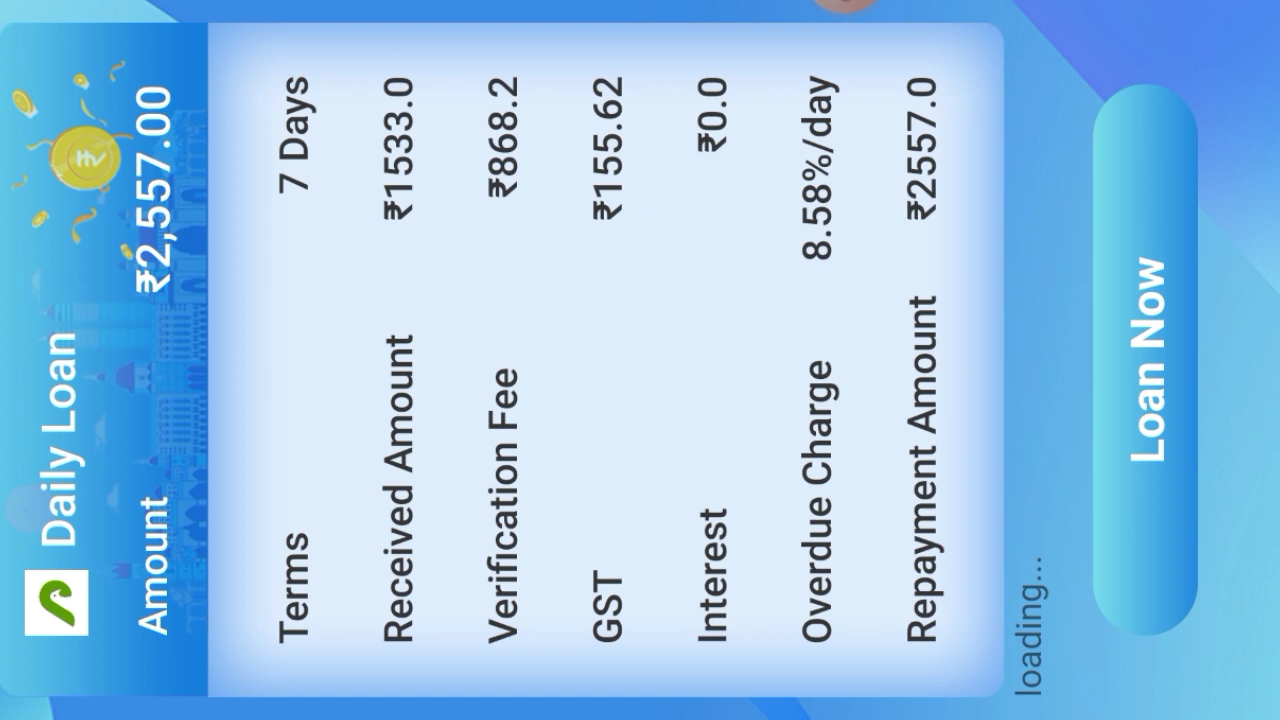 Daily Loan
Amount ₹2,557.00
Terms 7 Days
Received Amount ₹1533.0
Verification Fee ₹868.2
GST ₹155.62
Interest ₹0.0
Overdue Charge 8.58%/day
Repayment Amount ₹2557.0
loading...
Loan Now